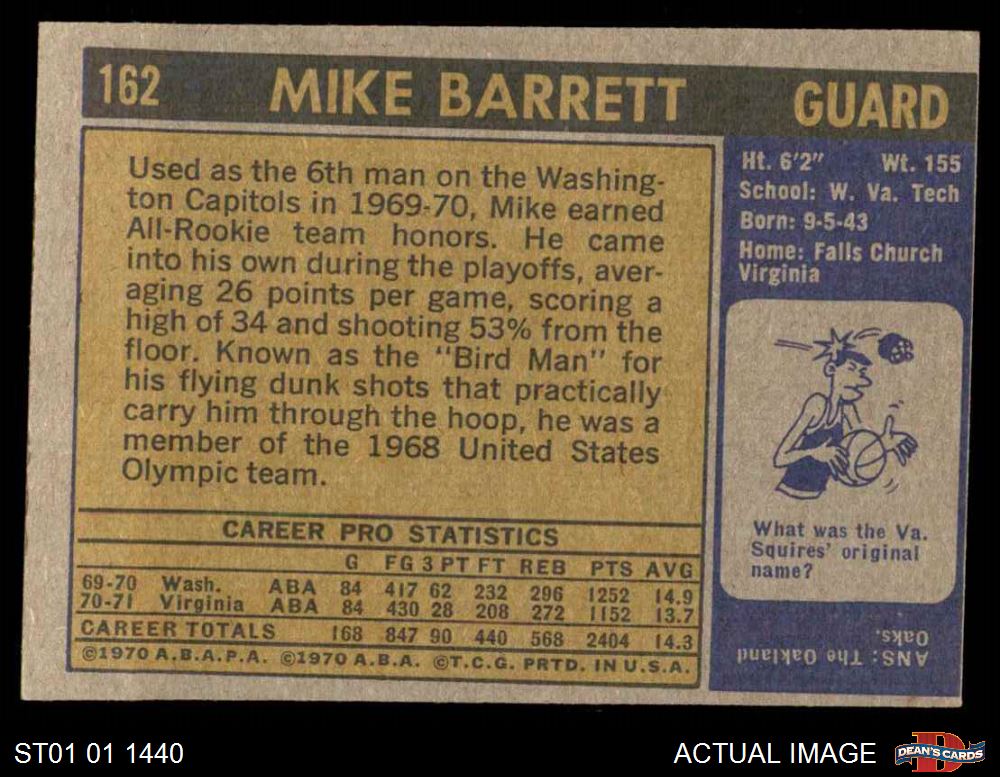 162 MIKE BARRETT GUARD
Used as the 6th man on the Washing-
ton Capitols in 1969-70, Mike earned
All-Rookie team honors. He came
into his own during the playoffs, aver-
aging 26 points per game, scoring a
high of 34 and shooting 53% from the
floor. Known as the "Bird Man" for
his flying dunk shots that practically
carry him through the hoop, he was a
member of the 1968 United States
Olympic team.
Ht. 6'2" Wt. 155
School: W. Va. Tech
Born: 9-5-43
Home: Falls Church
Virginia
What was the Va.
Squires' original
name?
ANS: The Oakland
Oaks.
CAREER PRO STATISTICS
G FG 3 PT FT REB PTS AVG
69-70 Wash. ABA 84 417 62 232 296 1252 14.9
70-71 Virginia ABA 84 430 28 208 272 1152 13.7
CAREER TOTALS 168 847 90 440 568 2404 14.3
©1970 A.B.A.P.A. ©1970 A.B.A. ©T.C.G. PRTD. IN U.S.A.
ST01 01 1440 ACTUAL IMAGE D DEAN'S CARDS